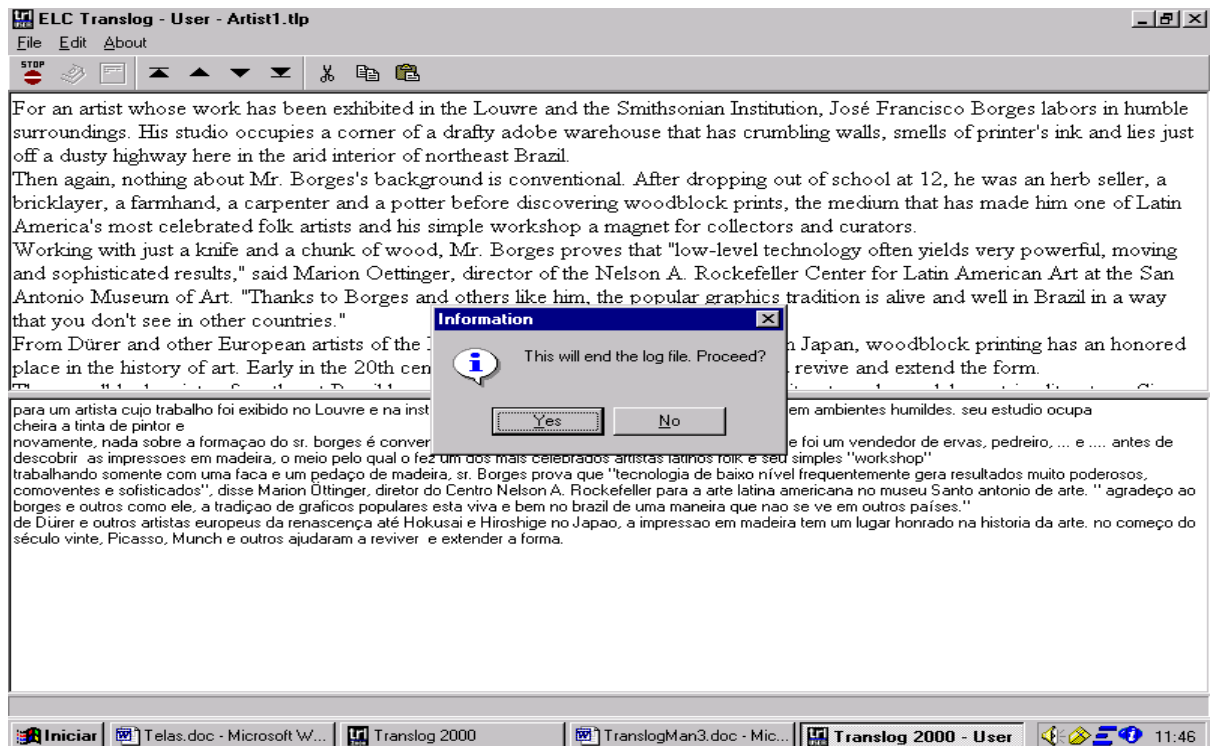 ELC Translog - User - Artist1.tlp
File Edit About
STOP
For an artist whose work has been exhibited in the Louvre and the Smithsonian Institution, José Francisco Borges labors in humble
surroundings. His studio occupies a corner of a drafty adobe warehouse that has crumbling walls, smells of printer's ink and lies just
off a dusty highway here in the arid interior of northeast Brazil.
Then again, nothing about Mr. Borges's background is conventional. After dropping out of school at 12, he was an herb seller, a
bricklayer, a farmhand, a carpenter and a potter before discovering woodblock prints, the medium that has made him one of Latin
America's most celebrated folk artists and his simple workshop a magnet for collectors and curators.
Working with just a knife and a chunk of wood, Mr. Borges proves that "low-level technology often yields very powerful, moving
and sophisticated results," said Marion Oettinger, director of the Nelson A. Rockefeller Center for Latin American Art at the San
Antonio Museum of Art. "Thanks to Borges and others like him, the popular graphics tradition is alive and well in Brazil in a way
that you don't see in other countries."
From Dürer and other European artists of the Japan, woodblock printing has an honored
place in the history of art. Early in the 20th cen revive and extend the form.
Information
This will end the log file. Proceed?
Yes No
para um artista cujo trabalho foi exibido no Louvre e na inst em ambientes humildes. seu estudio ocupa
cheira a tinta de pintor e
novamente, nada sobre a formaçao do sr. borges é conver e foi um vendedor de ervas, pedreiro, ... e .... antes de
descobrir as impressoes em madeira, o meio pelo qual o fez um dos mais celebrados artistas latinos folk e seu simples "workshop"
trabalhando somente com uma faca e um pedaço de madeira, sr. Borges prova que "tecnologia de baixo nível frequentemente gera resultados muito poderosos,
comoventes e sofisticados", disse Marion Öttinger, diretor do Centro Nelson A. Rockefeller para a arte latina americana no museu Santo antonio de arte. " agradeço ao
borges e outros como ele, a tradiçao de graficos populares esta viva e bem no brazil de uma maneira que nao se ve em outros países."
de Dürer e outros artistas europeus da renascença até Hokusai e Hiroshige no Japao, a impressao em madeira tem um lugar honrado na historia da arte. no começo do
século vinte, Picasso, Munch e outros ajudaram a reviver e extender a forma.
Iniciar Telas.doc - Microsoft W... Translog 2000 TranslogMan3.doc - Mic... Translog 2000 - User 11:46